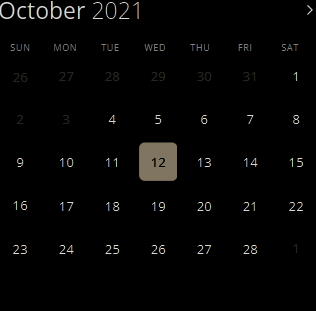 October 2021
SUN MON TUE WED THU FRI SAT
26 27 28 29 30 31 1
2 3 4 5 6 7 8
9 10 11 12 13 14 15
16 17 18 19 20 21 22
23 24 25 26 27 28 1